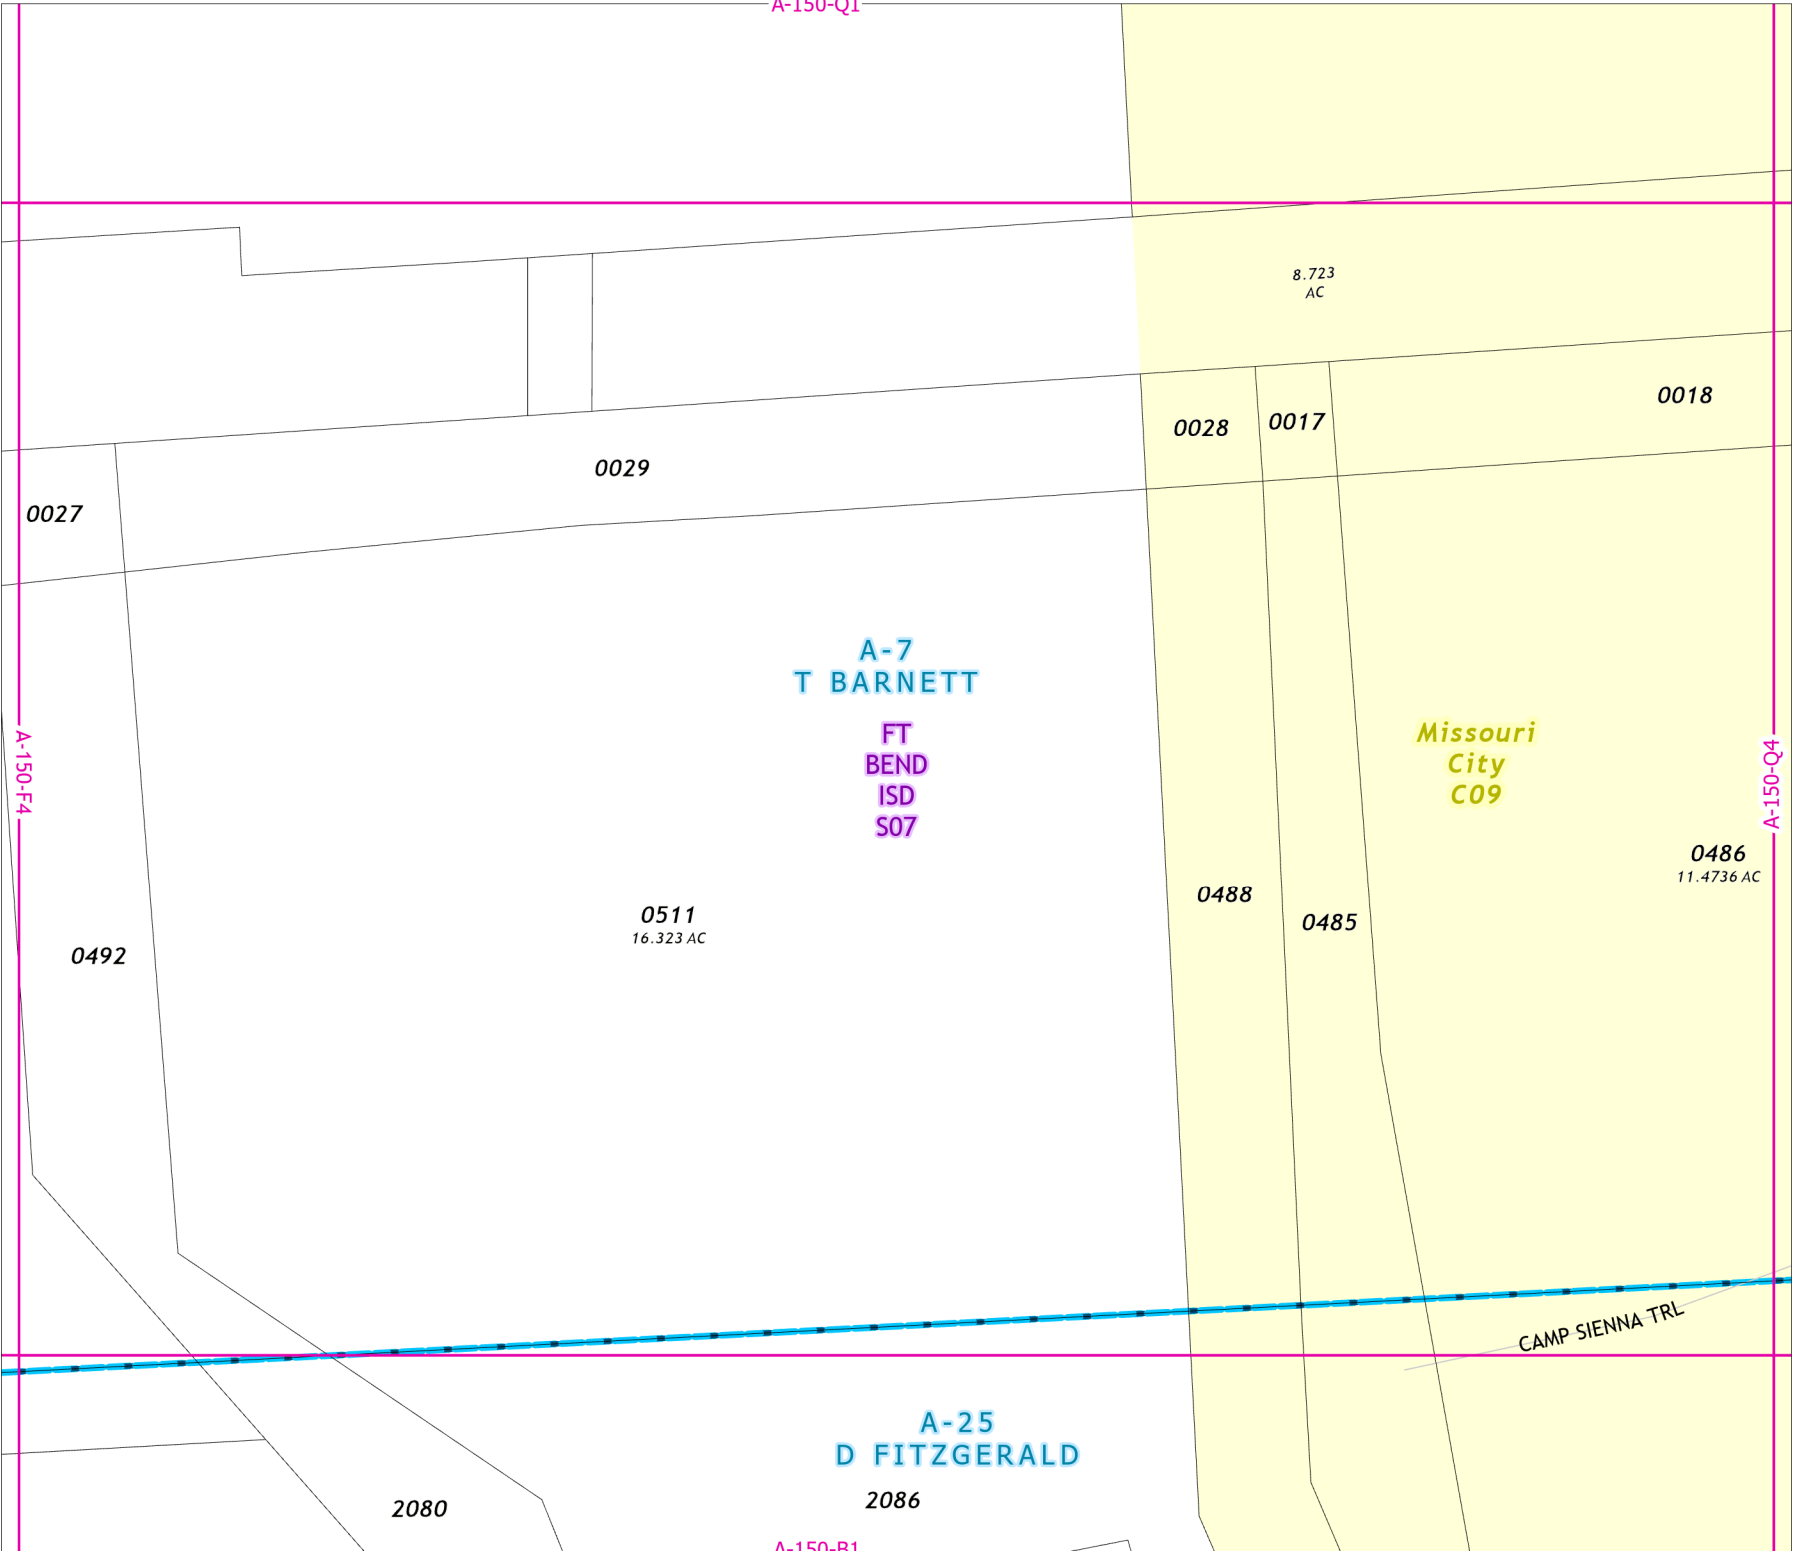 A-150-Q1
8.723
AC
0018
0017
0028
0029
0027
A-7
T BARNETT
FT
BEND
ISD
S07
Missouri
City
C09
A-150-F4
A-150-Q4
0486
11.4736 AC
0488
0511
16.323 AC
0485
0492
CAMP SIENNA TRL
A-25
D FITZGERALD
2086
2080
A-150-B1